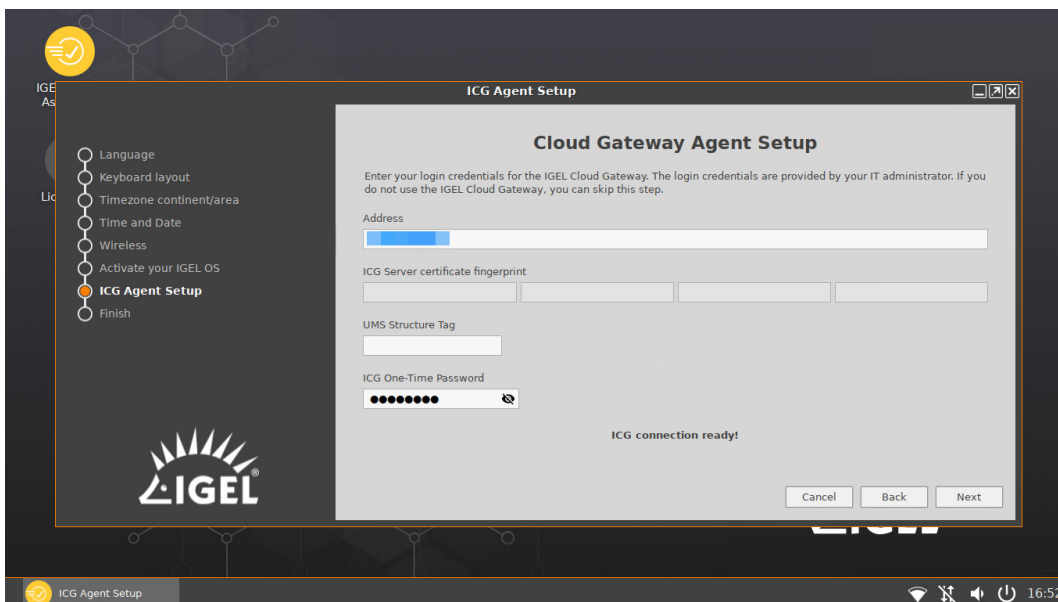 IGE
As
Lic
ICG Agent Setup
Language
Keyboard layout
Timezone continent/area
Time and Date
Wireless
Activate your IGEL OS
ICG Agent Setup
Finish
IGEL®
Cloud Gateway Agent Setup
Enter your login credentials for the IGEL Cloud Gateway. The login credentials are provided by your IT administrator. If you
do not use the IGEL Cloud Gateway, you can skip this step.
Address
ICG Server certificate fingerprint
UMS Structure Tag
ICG One-Time Password
●●●●●●●●
ICG connection ready!
Cancel Back Next
ICG Agent Setup
16:52